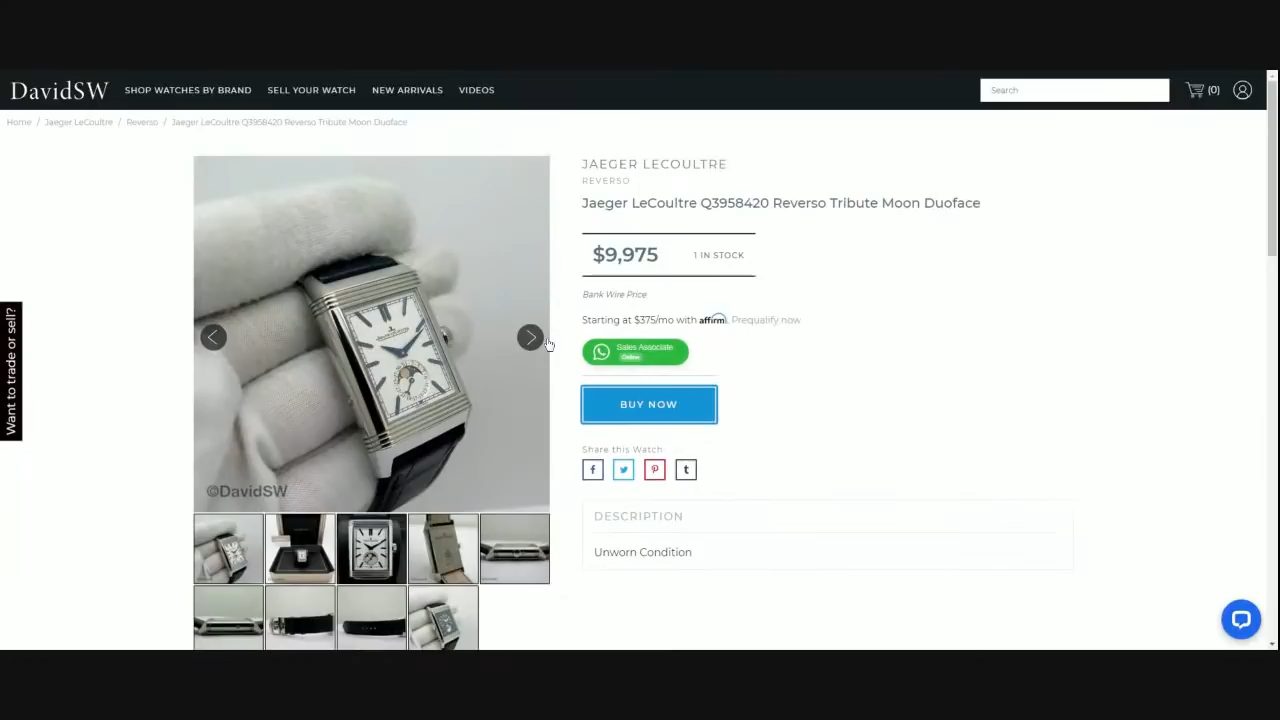 DavidSW
SHOP WATCHES BY BRAND
SELL YOUR WATCH
NEW ARRIVALS
VIDEOS
Search
(0)
Home / Jaeger LeCoultre / Reverso / Jaeger LeCoultre Q3958420 Reverso Tribute Moon Duoface
Want to trade or sell?
©DavidSW
JAEGER LECOULTRE
REVERSO
Jaeger LeCoultre Q3958420 Reverso Tribute Moon Duoface
$9,975
1 IN STOCK
Bank Wire Price
Starting at $375/mo with affirm. Prequalify now
Sales Associate
Online
BUY NOW
Share this Watch
f
t
DESCRIPTION
Unworn Condition